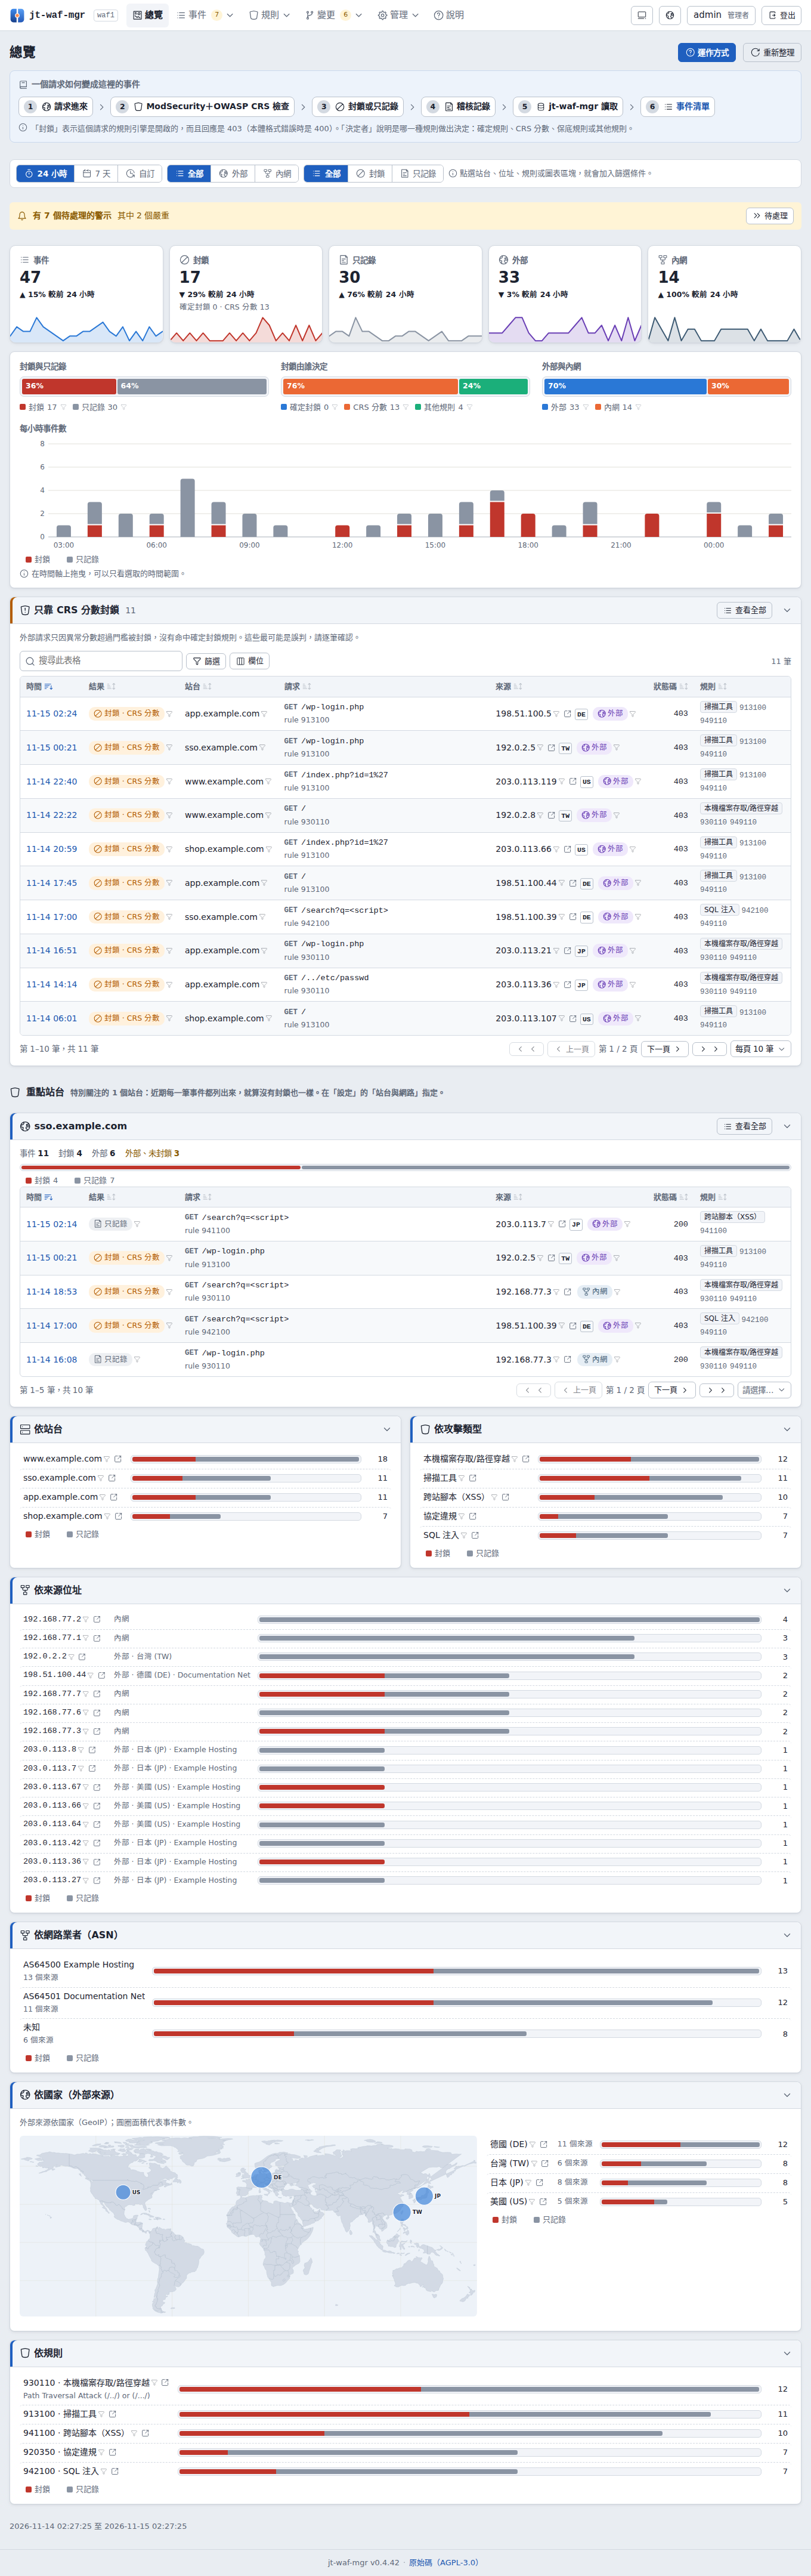 jt-waf-mgr waf1 總覽 事件 7 規則 變更 6 管理 說明 admin 管理者 登出
總覽 運作方式 重新整理
一個請求如何變成這裡的事件
1 請求進來 2 ModSecurity+OWASP CRS 檢查 3 封鎖或只記錄 4 稽核記錄 5 jt-waf-mgr 讀取 6 事件清單
「封鎖」表示這個請求的規則引擎是開啟的，而且回應是 403（本體格式錯誤時是 400）。「決定者」說明是哪一種規則做出決定：確定規則、CRS 分數、保底規則或其他規則。
24 小時 7 天 自訂 全部 外部 內網 全部 封鎖 只記錄 點選站台、位址、規則或圖表區塊，就會加入篩選條件。
有 7 個待處理的警示 其中 2 個嚴重 待處理
事件 封鎖 只記錄 外部 內網
47 17 30 33 14
▲ 15% 較前 24 小時 ▼ 29% 較前 24 小時 ▲ 76% 較前 24 小時 ▼ 3% 較前 24 小時 ▲ 100% 較前 24 小時
確定封鎖 0 · CRS 分數 13
封鎖與只記錄 封鎖由誰決定 外部與內網
36% 64% 76% 24% 70% 30%
封鎖 17 只記錄 30 確定封鎖 0 CRS 分數 13 其他規則 4 外部 33 內網 14
每小時事件數
8
6
4
2
0
03:00 06:00 09:00 12:00 15:00 18:00 21:00 00:00
封鎖 只記錄
在時間軸上拖曳，可以只看選取的時間範圍。
只靠 CRS 分數封鎖 11 查看全部
外部請求只因異常分數超過門檻被封鎖，沒有命中確定封鎖規則。這些最可能是誤判，請逐筆確認。
搜尋此表格 篩選 欄位 11 筆
時間 結果 站台 請求 來源 狀態碼 規則
11-15 02:24 封鎖 · CRS 分數 app.example.com GET /wp-login.php rule 913100 198.51.100.5 DE 外部 403 掃描工具 913100 949110
11-15 00:21 封鎖 · CRS 分數 sso.example.com GET /wp-login.php rule 913100 192.0.2.5 TW 外部 403 掃描工具 913100 949110
11-14 22:40 封鎖 · CRS 分數 www.example.com GET /index.php?id=1%27 rule 913100 203.0.113.119 US 外部 403 掃描工具 913100 949110
11-14 22:22 封鎖 · CRS 分數 www.example.com GET / rule 930110 192.0.2.8 TW 外部 403 本機檔案存取/路徑穿越 930110 949110
11-14 20:59 封鎖 · CRS 分數 shop.example.com GET /index.php?id=1%27 rule 913100 203.0.113.66 US 外部 403 掃描工具 913100 949110
11-14 17:45 封鎖 · CRS 分數 app.example.com GET / rule 913100 198.51.100.44 DE 外部 403 掃描工具 913100 949110
11-14 17:00 封鎖 · CRS 分數 sso.example.com GET /search?q=<script> rule 942100 198.51.100.39 DE 外部 403 SQL 注入 942100 949110
11-14 16:51 封鎖 · CRS 分數 app.example.com GET /wp-login.php rule 930110 203.0.113.21 JP 外部 403 本機檔案存取/路徑穿越 930110 949110
11-14 14:14 封鎖 · CRS 分數 app.example.com GET /../etc/passwd rule 930110 203.0.113.36 JP 外部 403 本機檔案存取/路徑穿越 930110 949110
11-14 06:01 封鎖 · CRS 分數 shop.example.com GET / rule 913100 203.0.113.107 US 外部 403 掃描工具 913100 949110
第 1–10 筆，共 11 筆 上一頁 第 1 / 2 頁 下一頁 每頁 10 筆
重點站台 特別關注的 1 個站台：近期每一筆事件都列出來，就算沒有封鎖也一樣。在「設定」的「站台與網路」指定。
sso.example.com 查看全部
事件 11 封鎖 4 外部 6 外部、未封鎖 3
封鎖 4 只記錄 7
時間 結果 請求 來源 狀態碼 規則
11-15 02:14 只記錄 GET /search?q=<script> rule 941100 203.0.113.7 JP 外部 200 跨站腳本（XSS） 941100
11-15 00:21 封鎖 · CRS 分數 GET /wp-login.php rule 913100 192.0.2.5 TW 外部 403 掃描工具 913100 949110
11-14 18:53 封鎖 · CRS 分數 GET /search?q=<script> rule 930110 192.168.77.3 內網 403 本機檔案存取/路徑穿越 930110 949110
11-14 17:00 封鎖 · CRS 分數 GET /search?q=<script> rule 942100 198.51.100.39 DE 外部 403 SQL 注入 942100 949110
11-14 16:08 只記錄 GET /wp-login.php rule 930110 192.168.77.3 內網 200 本機檔案存取/路徑穿越 930110 949110
第 1–5 筆，共 10 筆 上一頁 第 1 / 2 頁 下一頁 請選擇...
依站台
www.example.com 18
sso.example.com 11
app.example.com 11
shop.example.com 7
封鎖 只記錄
依攻擊類型
本機檔案存取/路徑穿越 12
掃描工具 11
跨站腳本（XSS） 10
協定違規 7
SQL 注入 7
封鎖 只記錄
依來源位址
192.168.77.2 內網 4
192.168.77.1 內網 3
192.0.2.2 外部 · 台灣 (TW) 3
198.51.100.44 外部 · 德國 (DE) · Documentation Net 2
192.168.77.7 內網 2
192.168.77.6 內網 2
192.168.77.3 內網 2
203.0.113.8 外部 · 日本 (JP) · Example Hosting 1
203.0.113.7 外部 · 日本 (JP) · Example Hosting 1
203.0.113.67 外部 · 美國 (US) · Example Hosting 1
203.0.113.66 外部 · 美國 (US) · Example Hosting 1
203.0.113.64 外部 · 美國 (US) · Example Hosting 1
203.0.113.42 外部 · 日本 (JP) · Example Hosting 1
203.0.113.36 外部 · 日本 (JP) · Example Hosting 1
203.0.113.27 外部 · 日本 (JP) · Example Hosting 1
封鎖 只記錄
依網路業者（ASN）
AS64500 Example Hosting 13
13 個來源
AS64501 Documentation Net 12
11 個來源
未知 8
6 個來源
封鎖 只記錄
依國家（外部來源）
外部來源依國家（GeoIP）；圓圈面積代表事件數。
US DE JP TW
德國 (DE) 11 個來源 12
台灣 (TW) 6 個來源 8
日本 (JP) 8 個來源 8
美國 (US) 5 個來源 5
封鎖 只記錄
依規則
930110 · 本機檔案存取/路徑穿越 12
Path Traversal Attack (/../) or (/.../)
913100 · 掃描工具 11
941100 · 跨站腳本（XSS） 10
920350 · 協定違規 7
942100 · SQL 注入 7
封鎖 只記錄
2026-11-14 02:27:25 至 2026-11-15 02:27:25
jt-waf-mgr v0.4.42 · 原始碼（AGPL-3.0）